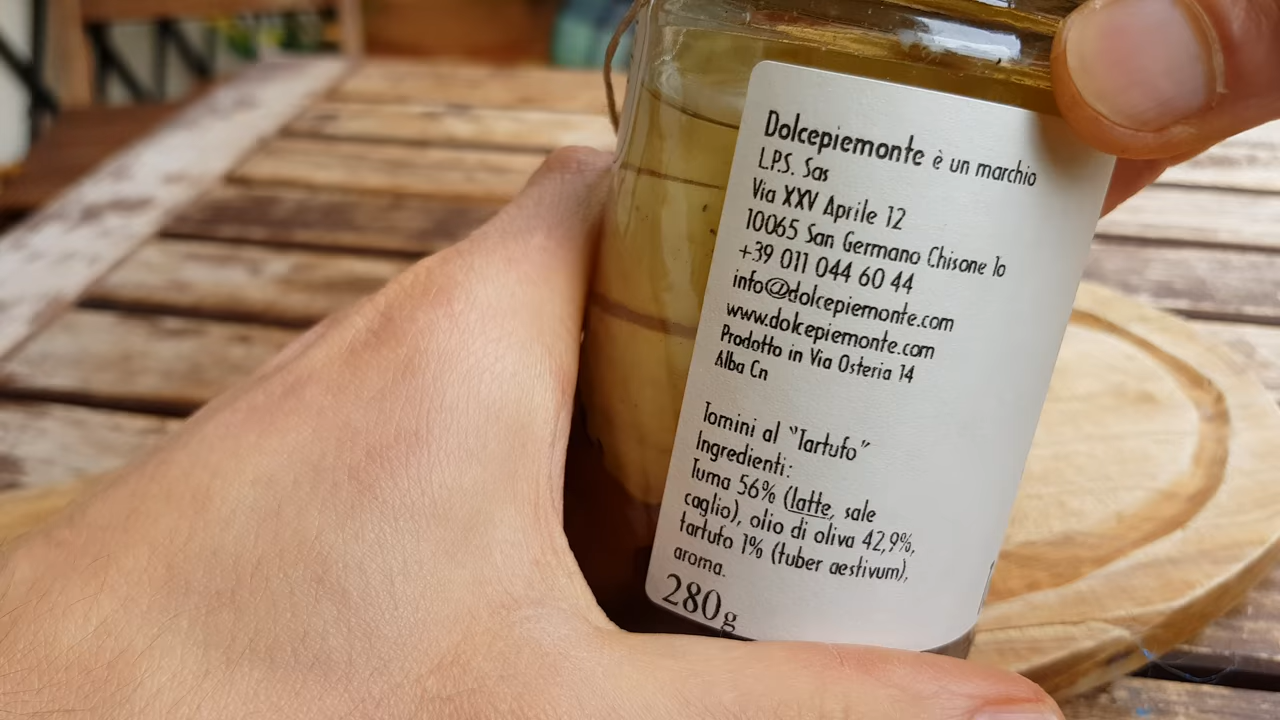 Dolcepiemonte è un marchio
L.P.S. Sas
Via XXV Aprile 12
10065 San Germano Chisone To
+39 011 044 60 44
info@dolcepiemonte.com
www.dolcepiemonte.com
Prodotto in Via Osteria 14
Alba Cn
Tomini al "Tartufo"
Ingredienti:
Tuma 56% (latte, sale
caglio), olio di oliva 42,9%,
tartufo 1% (tuber aestivum),
aroma.
280g